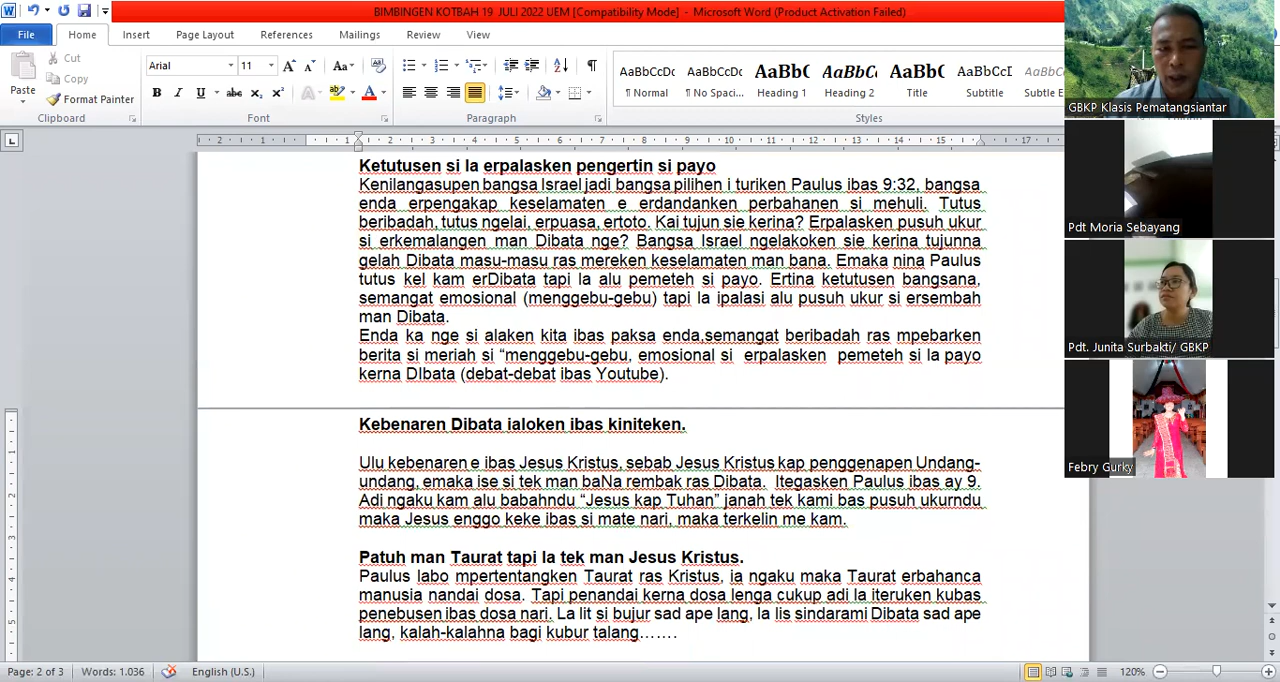 BIMBINGEN KOTBAH 19 JULI 2022 UEM [Compatibility Mode] - Microsoft Word (Product Activation Failed)
File Home Insert Page Layout References Mailings Review View
Cut
Copy
Format Painter
Paste
Clipboard
Arial 11
Font
Paragraph
AaBbCcDc AaBbCcDc AaBbC AaBbCc AaBbC AaBbCcDc AaBbCcDc
¶ Normal ¶ No Spaci... Heading 1 Heading 2 Title Subtitle Subtle E
Styles
Ketutusen si la erpalasken pengertin si payo
Kenilangasupen bangsa Israel jadi bangsa pilihen i turiken Paulus ibas 9:32, bangsa
enda erpengakap keselamaten e erdandanken perbahanen si mehuli. Tutus
beribadah, tutus ngelai, erpuasa, ertoto. Kai tujun sie kerina? Erpalasken pusuh ukur
si erkemalangen man Dibata nge? Bangsa Israel ngelakoken sie kerina tujunna
gelah Dibata masu-masu ras mereken keselamaten man bana. Emaka nina Paulus
tutus kel kam erDibata tapi la alu pemeteh si payo. Ertina ketutusen bangsana,
semangat emosional (menggebu-gebu) tapi la ipalasi alu pusuh ukur si ersembah
man Dibata.
Enda ka nge si alaken kita ibas paksa enda,semangat beribadah ras mpebarken
berita si meriah si “menggebu-gebu, emosional si erpalasken pemeteh si la payo
kerna DIbata (debat-debat ibas Youtube).
Kebenaren Dibata ialoken ibas kiniteken.
Ulu kebenaren e ibas Jesus Kristus, sebab Jesus Kristus kap penggenapen Undang-
undang, emaka ise si tek man baNa rembak ras Dibata. Itegasken Paulus ibas ay 9.
Adi ngaku kam alu babahndu “Jesus kap Tuhan” janah tek kami bas pusuh ukurndu
maka Jesus enggo keke ibas si mate nari, maka terkelin me kam.
Patuh man Taurat tapi la tek man Jesus Kristus.
Paulus labo mpertentangken Taurat ras Kristus, ia ngaku maka Taurat erbahanca
manusia nandai dosa. Tapi penandai kerna dosa lenga cukup adi la iteruken kubas
penebusen ibas dosa nari. La lit si bujur sad ape lang, la lis sindarami Dibata sad ape
lang, kalah-kalahna bagi kubur talang…….
Page: 2 of 3 Words: 1.036 English (U.S.) 120%
GBKP Klasis Pematangsiantar
Pdt Moria Sebayang
Pdt. Junita Surbakti/ GBKP
Febry Gurky